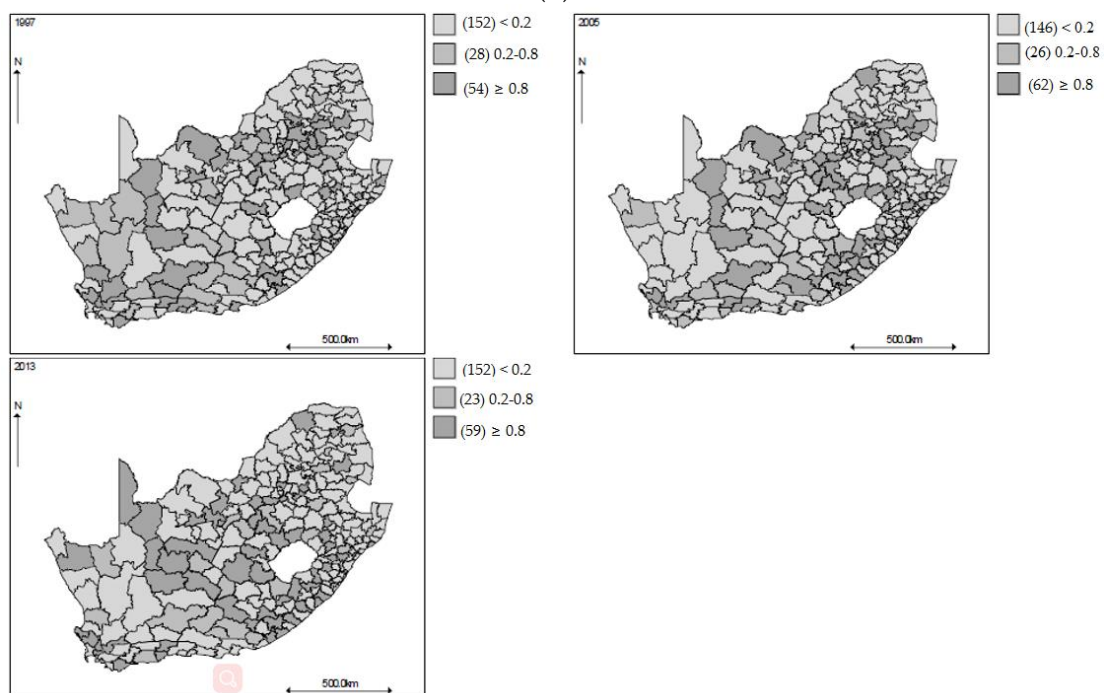 1997
(152) < 0.2
(28) 0.2-0.8
(54) ≥ 0.8
N
500.0km
2005
(146) < 0.2
(26) 0.2-0.8
(62) ≥ 0.8
N
500.0km
2013
(152) < 0.2
(23) 0.2-0.8
(59) ≥ 0.8
N
500.0km